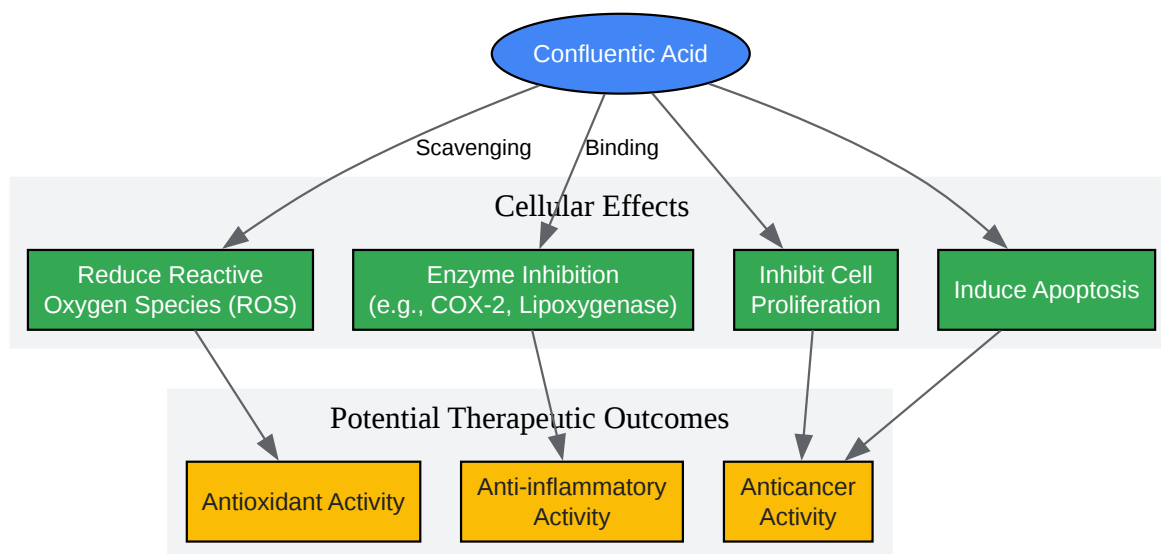 Confluentic Acid
Scavenging
Binding
Cellular Effects
Reduce Reactive
Oxygen Species (ROS)
Enzyme Inhibition
(e.g., COX-2, Lipoxygenase)
Inhibit Cell
Proliferation
Induce Apoptosis
Potential Therapeutic Outcomes
Antioxidant Activity
Anti-inflammatory
Activity
Anticancer
Activity